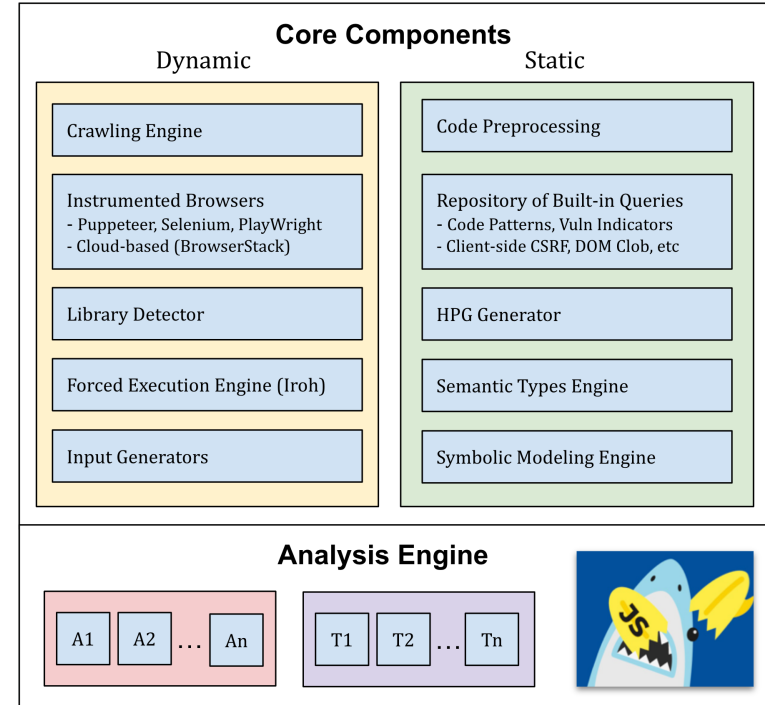 Core Components
Dynamic
Crawling Engine
Instrumented Browsers
- Puppeteer, Selenium, PlayWright
- Cloud-based (BrowserStack)
Library Detector
Forced Execution Engine (Iroh)
Input Generators
Static
Code Preprocessing
Repository of Built-in Queries
- Code Patterns, Vuln Indicators
- Client-side CSRF, DOM Clob, etc
HPG Generator
Semantic Types Engine
Symbolic Modeling Engine
Analysis Engine
A1 A2 ... An
T1 T2 ... Tn
JS